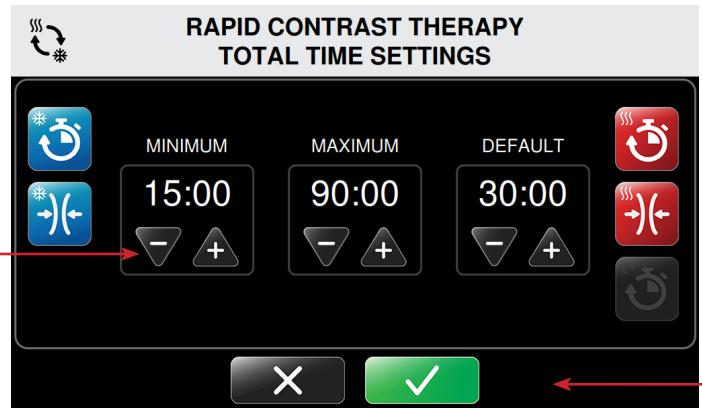 RAPID CONTRAST THERAPY
TOTAL TIME SETTINGS
MINIMUM MAXIMUM DEFAULT
15:00 90:00 30:00